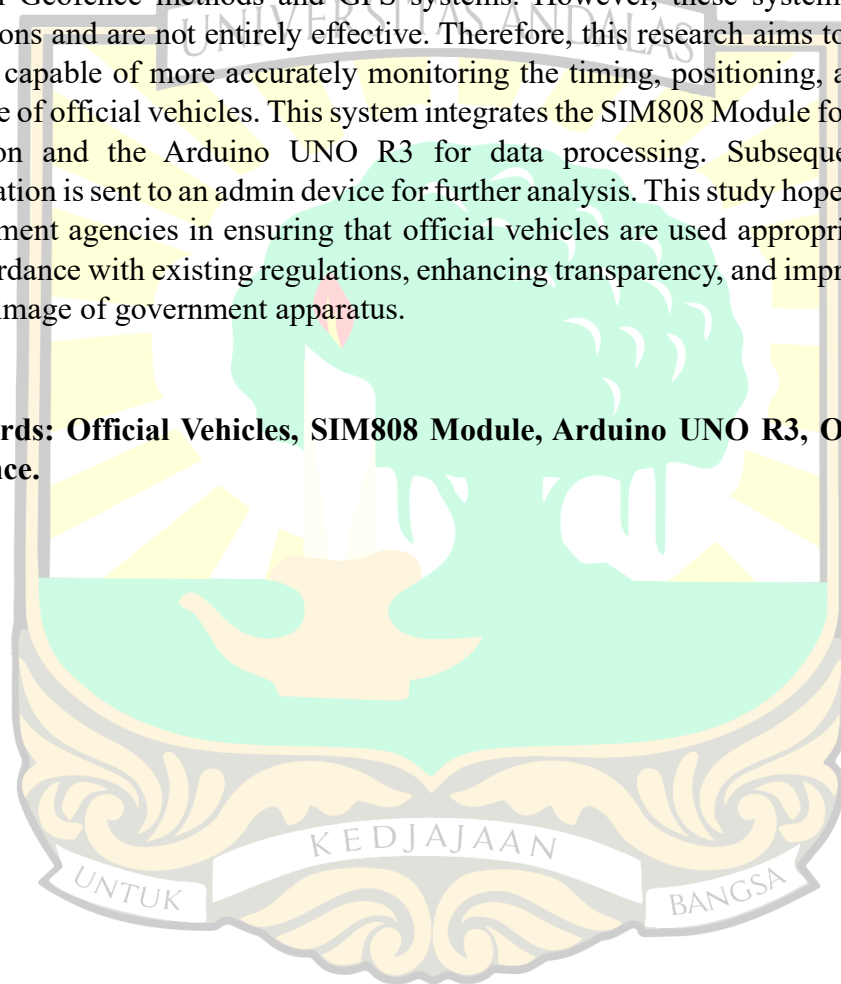 Geofence methods and GPS systems. However, these system
ons and are not entirely effective. Therefore, this research aims to
capable of more accurately monitoring the timing, positioning, a
e of official vehicles. This system integrates the SIM808 Module fo
on and the Arduino UNO R3 for data processing. Subseque
ation is sent to an admin device for further analysis. This study hope
ment agencies in ensuring that official vehicles are used appropri
rdance with existing regulations, enhancing transparency, and impr
image of government apparatus.
rds: Official Vehicles, SIM808 Module, Arduino UNO R3, O
nce.
UNIVERSITAS ANDALAS
KEDJAJAAN
UNTUK
BANGSA